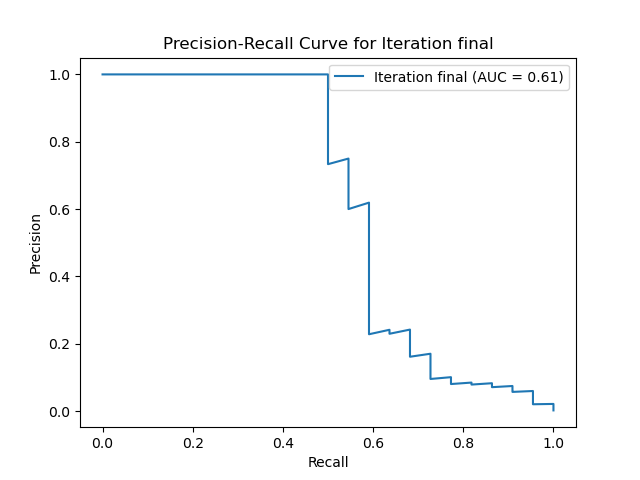 Precision-Recall Curve for Iteration final
Iteration final (AUC = 0.61)
1.0
0.8
0.6
0.4
0.2
0.0
Precision
0.0 0.2 0.4 0.6 0.8 1.0
Recall